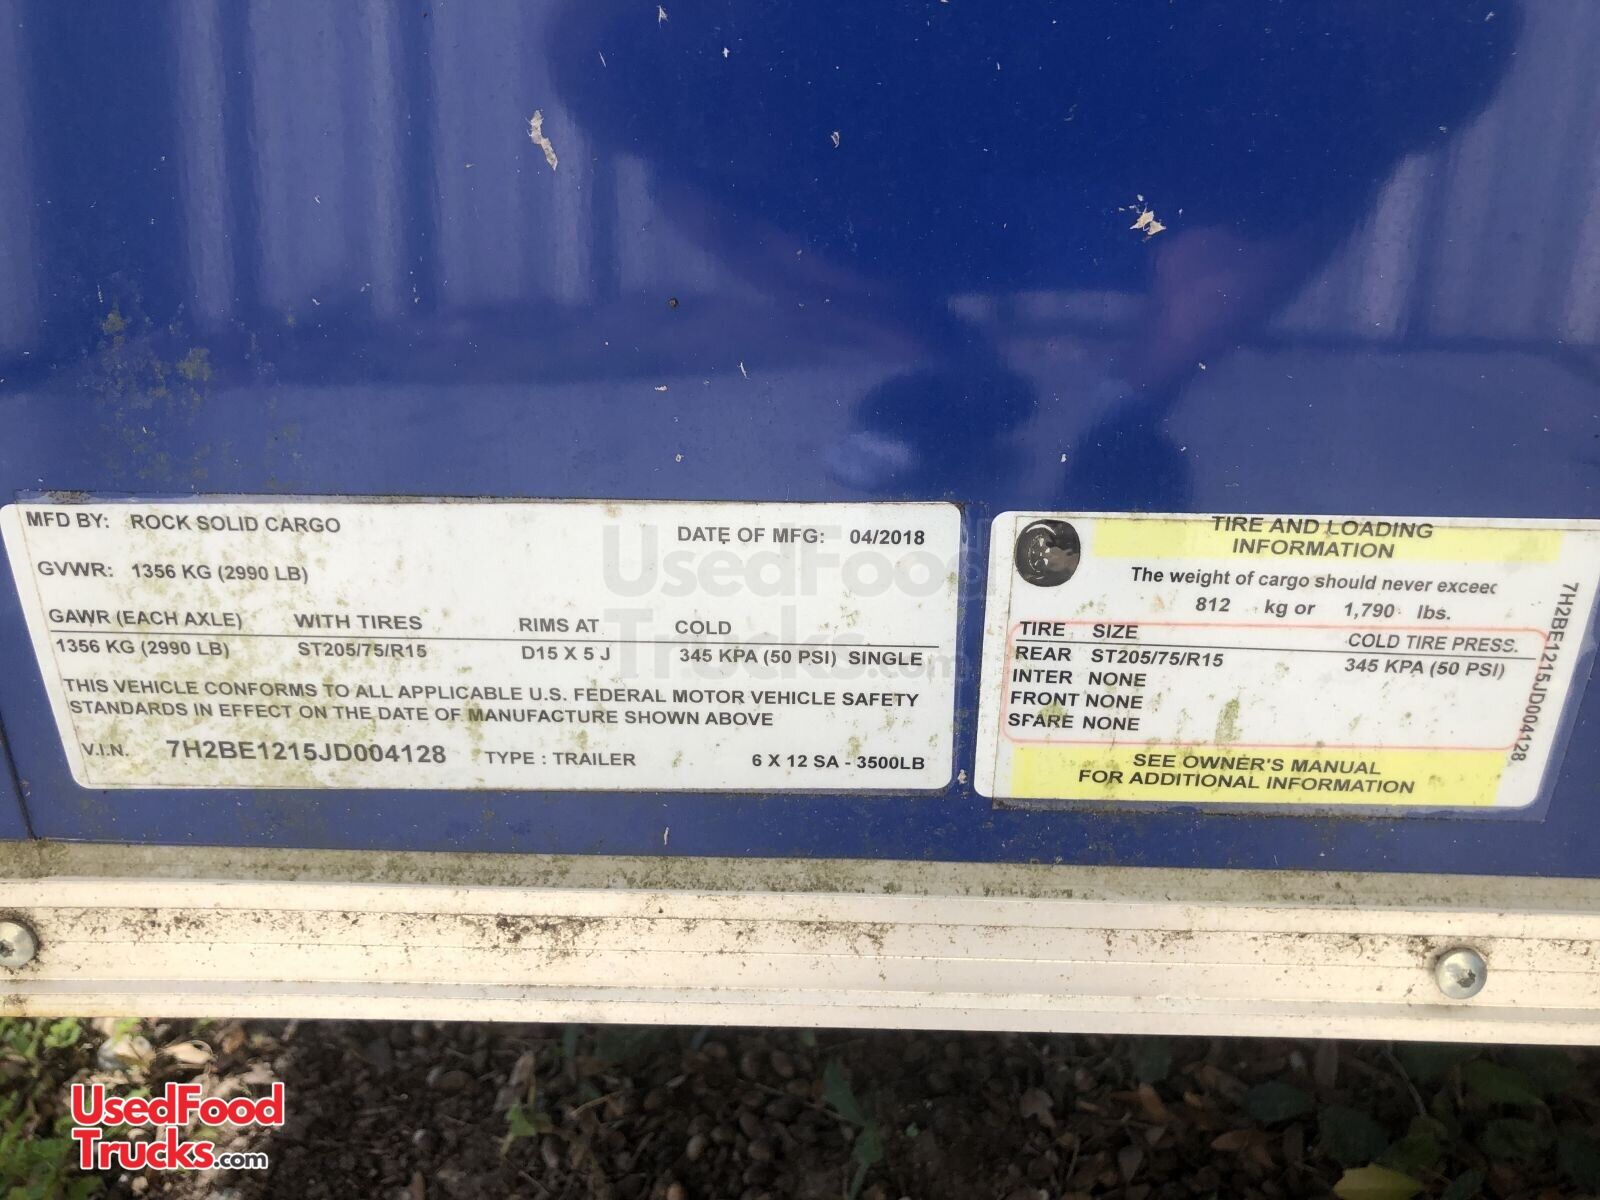 MFD BY: ROCK SOLID CARGO
DATE OF MFG: 04/2018
GVWR: 1356 KG (2990 LB)
GAWR (EACH AXLE) WITH TIRES RIMS AT COLD
1356 KG (2990 LB) ST205/75/R15 D15 X 5 J 345 KPA (50 PSI) SINGLE
THIS VEHICLE CONFORMS TO ALL APPLICABLE U.S. FEDERAL MOTOR VEHICLE SAFETY
STANDARDS IN EFFECT ON THE DATE OF MANUFACTURE SHOWN ABOVE
V.I.N. 7H2BE1215JD004128 TYPE : TRAILER 6 X 12 SA - 3500LB
TIRE AND LOADING
INFORMATION
The weight of cargo should never exceed
812 kg or 1,790 lbs.
TIRE SIZE COLD TIRE PRESS.
REAR ST205/75/R15 345 KPA (50 PSI)
INTER NONE
FRONT NONE
SPARE NONE
SEE OWNER'S MANUAL
FOR ADDITIONAL INFORMATION
7H2BE1215JD004128
UsedFood
Trucks.com
UsedFood
Trucks.com